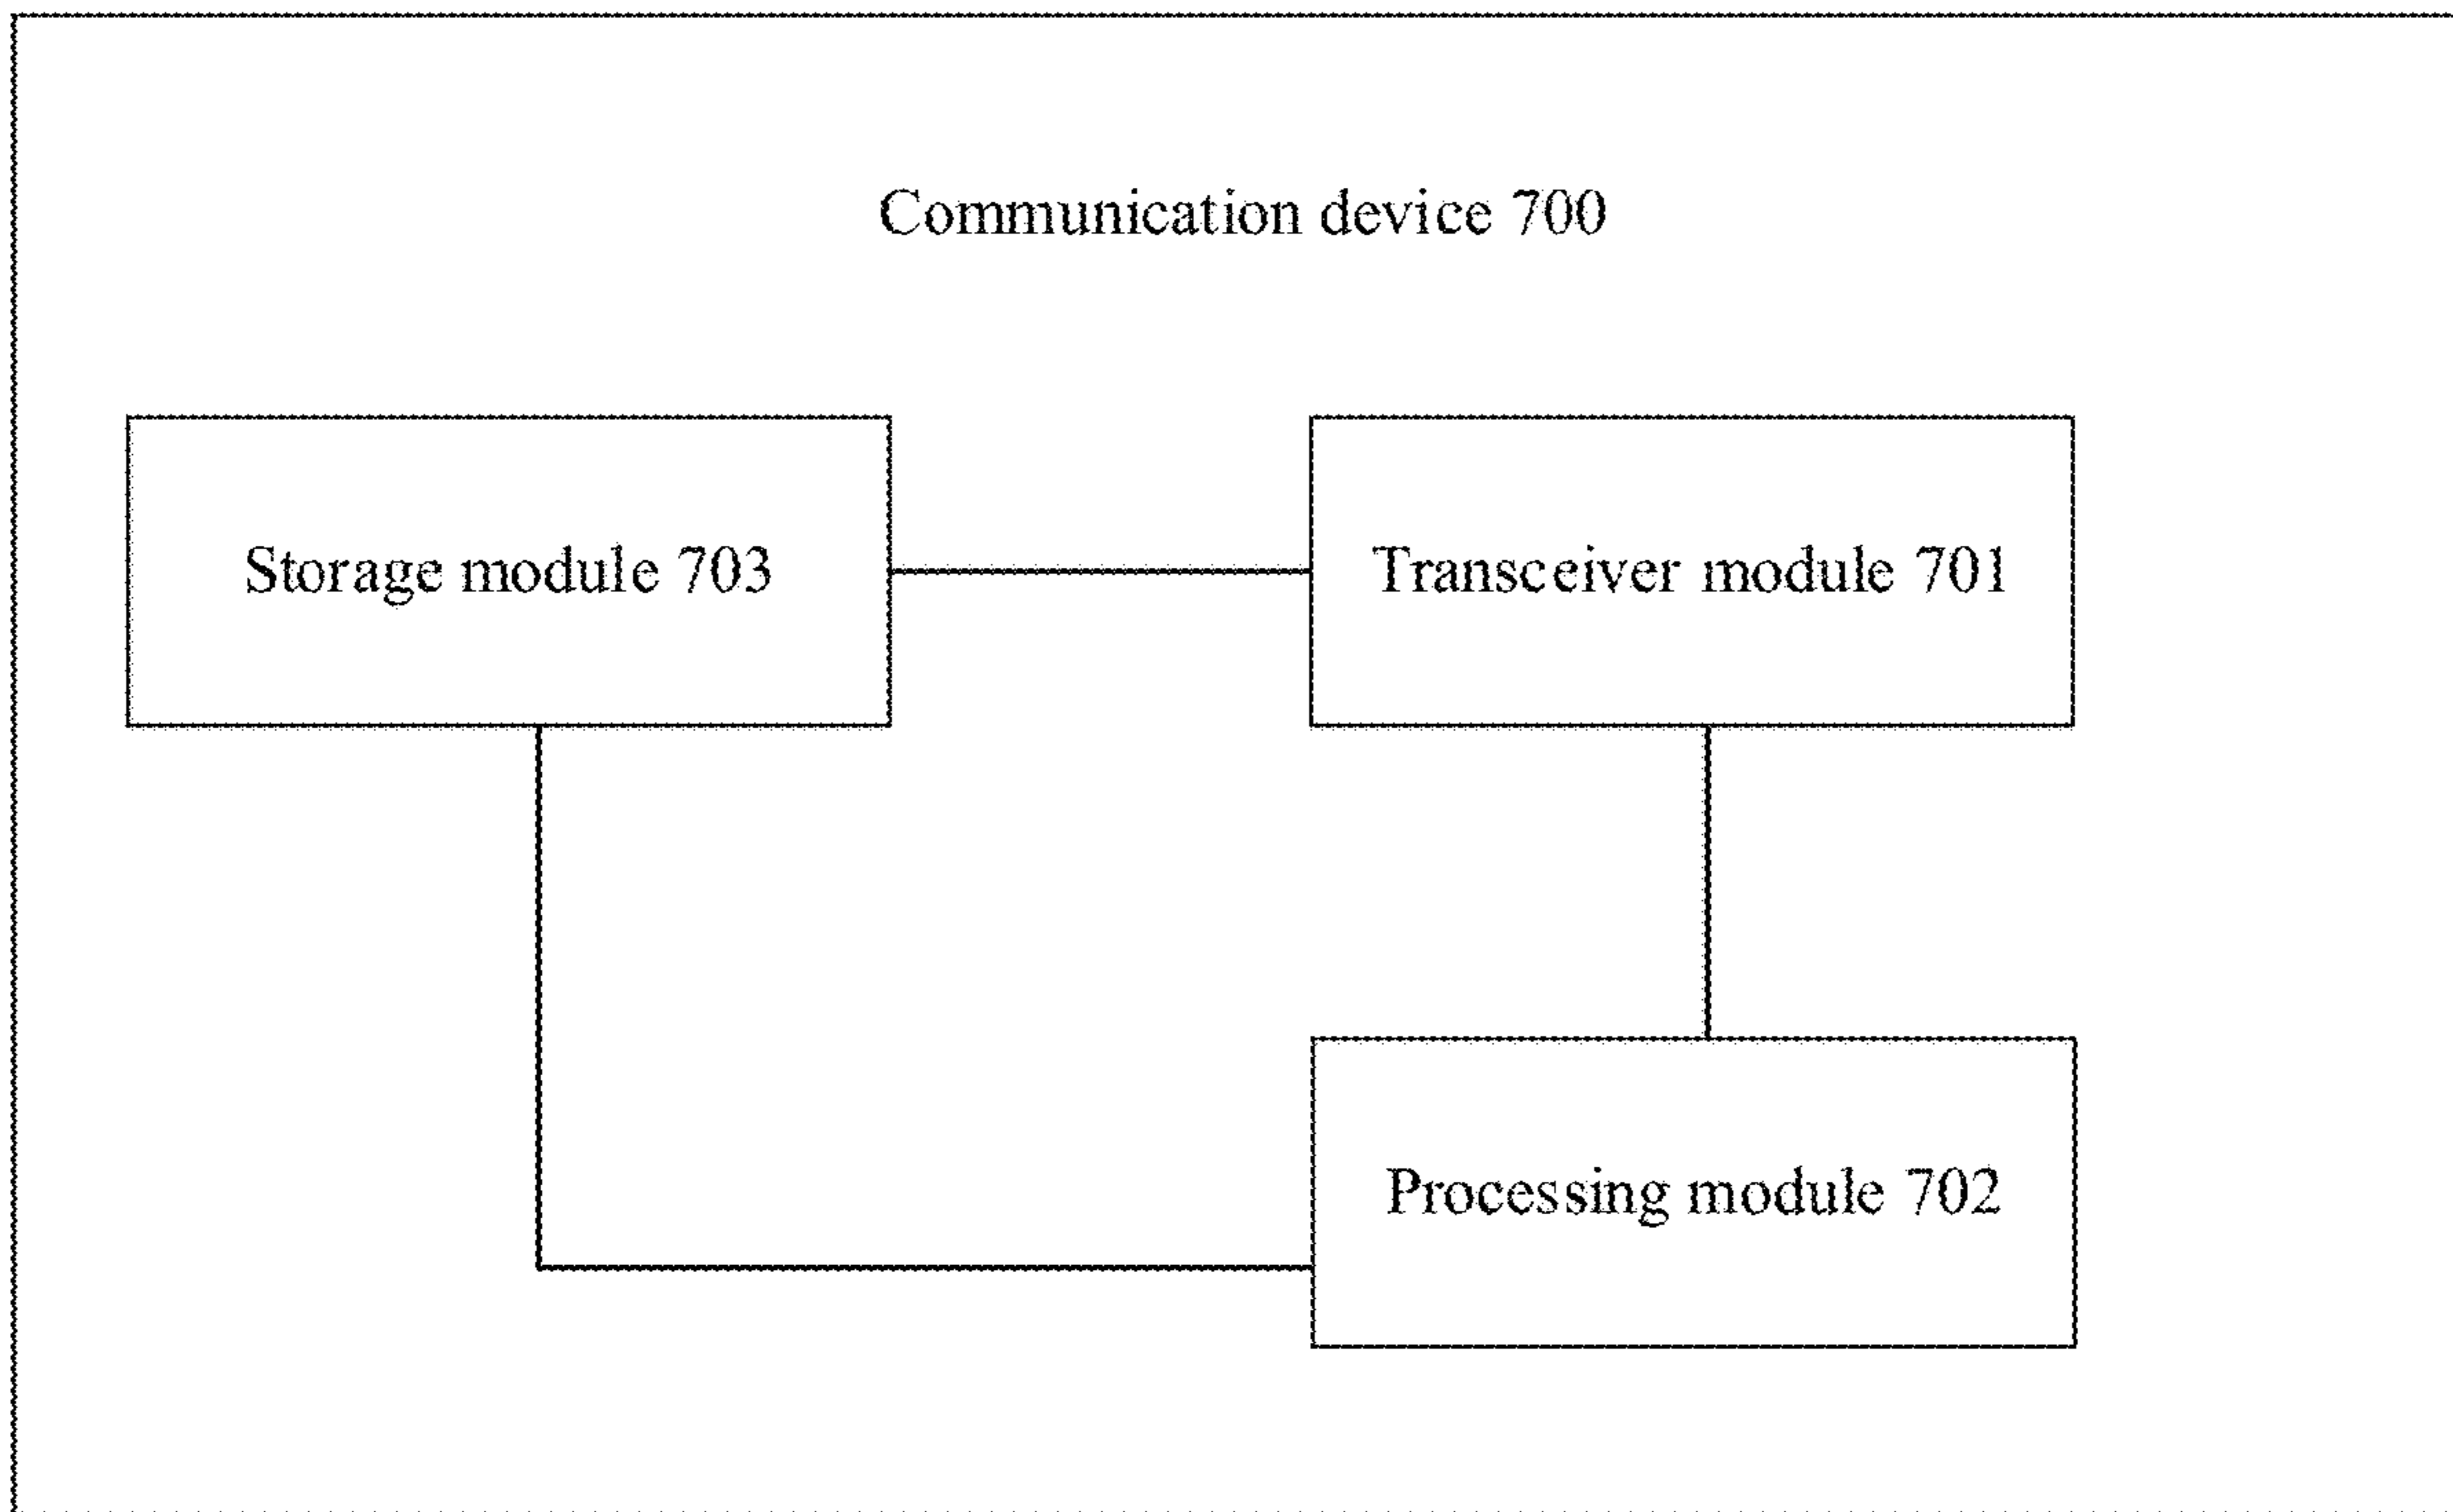 Communication device 700
Storage module 703
Transceiver module 701
Processing module 702